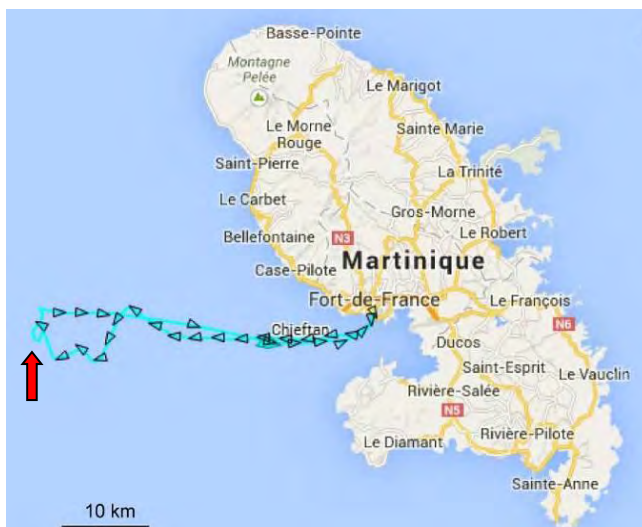 Basse-Pointe
Montagne
Pelée
Le Marigot
Le Morne
Rouge
Sainte Marie
Saint-Pierre
La Trinité
Le Carbet
Gros-Morne
Bellefontaine
N3
Le Robert
Martinique
Case-Pilote
Fort-de-France
Le François
Chieftan
N6
Ducos
Saint-Esprit
Le Vauclin
Rivière-Salée
N5
Le Diamant
Rivière-Pilote
Sainte-Anne
10 km